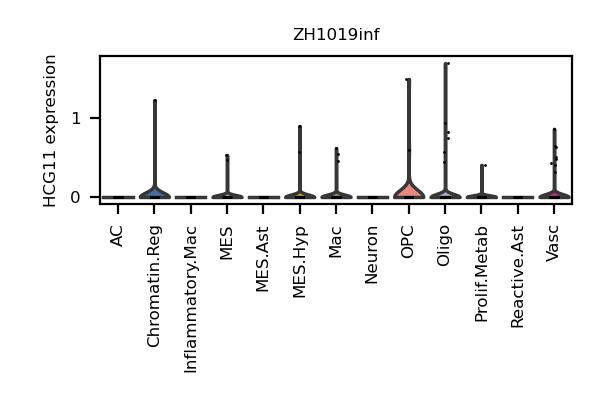 ZH1019inf
HCG11 expression
1
0
AC
Chromatin.Reg
Inflammatory.Mac
MES
MES.Ast
MES.Hyp
Mac
Neuron
OPC
Oligo
Prolif.Metab
Reactive.Ast
Vasc